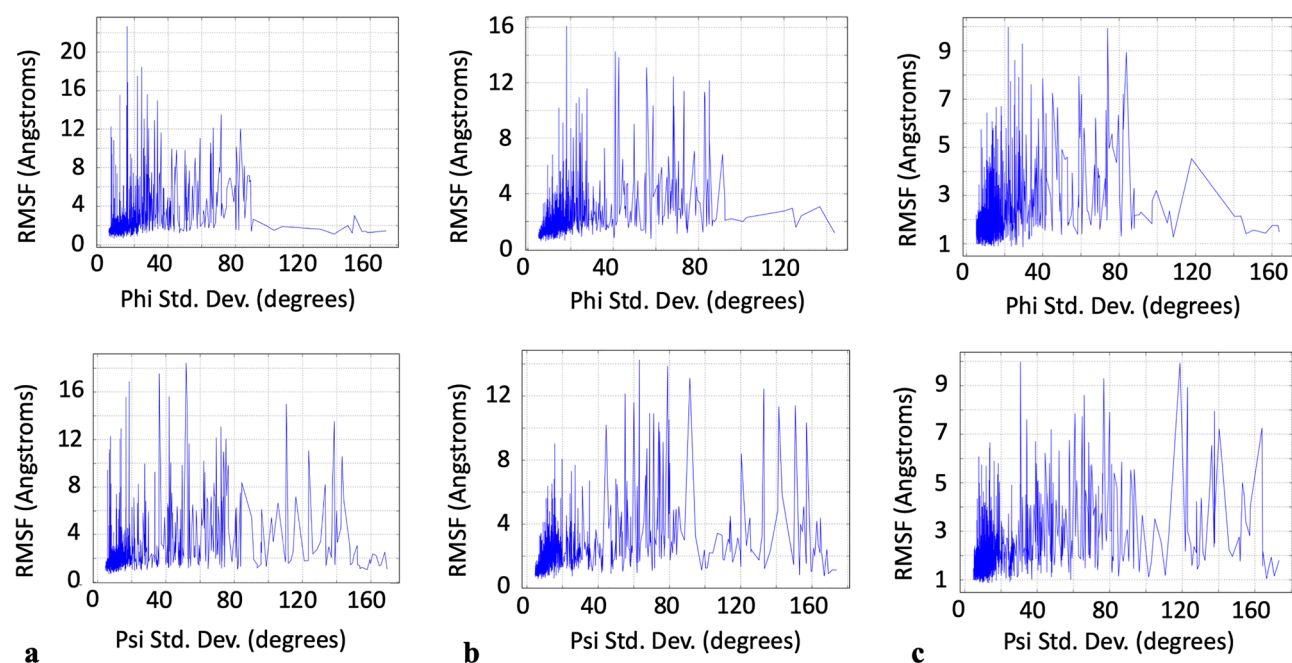 RMSF (Angstroms)
20
16
12
8
4
0
0 40 80 120 160
Phi Std. Dev. (degrees)
RMSF (Angstroms)
16
12
8
4
0
0 40 80 120
Phi Std. Dev. (degrees)
RMSF (Angstroms)
9
7
5
3
1
0 40 80 120 160
Phi Std. Dev. (degrees)
RMSF (Angstroms)
16
12
8
4
0
0 40 80 120 160
Psi Std. Dev. (degrees)
a
RMSF (Angstroms)
12
8
4
0
0 40 80 120 160
Psi Std. Dev. (degrees)
b
RMSF (Angstroms)
9
7
5
3
1
0 40 80 120 160
Psi Std. Dev. (degrees)
c